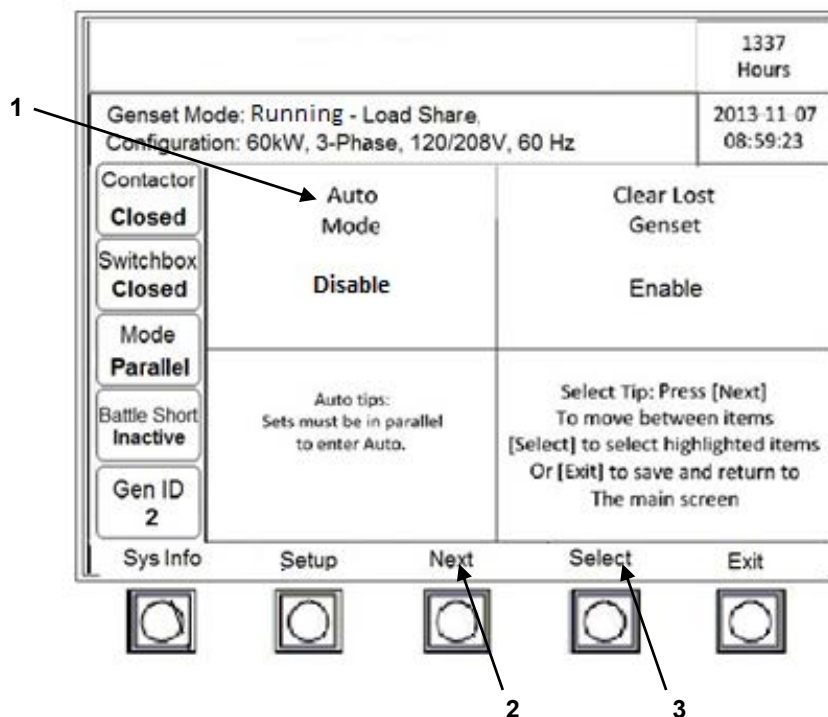 1337
Hours
1
Genset Mode: Running - Load Share,
Configuration: 60kW, 3-Phase, 120/208V, 60 Hz
2013-11-07
08:59:23
Contactor
Closed
Switchbox
Closed
Mode
Parallel
Battle Short
Inactive
Gen ID
2
Auto
Mode
Disable
Clear Lost
Genset
Enable
Auto tips:
Sets must be in parallel
to enter Auto.
Select Tip: Press [Next]
To move between items
[Select] to select highlighted items
Or [Exit] to save and return to
The main screen
Sys Info
Setup
Next
Select
Exit
2
3